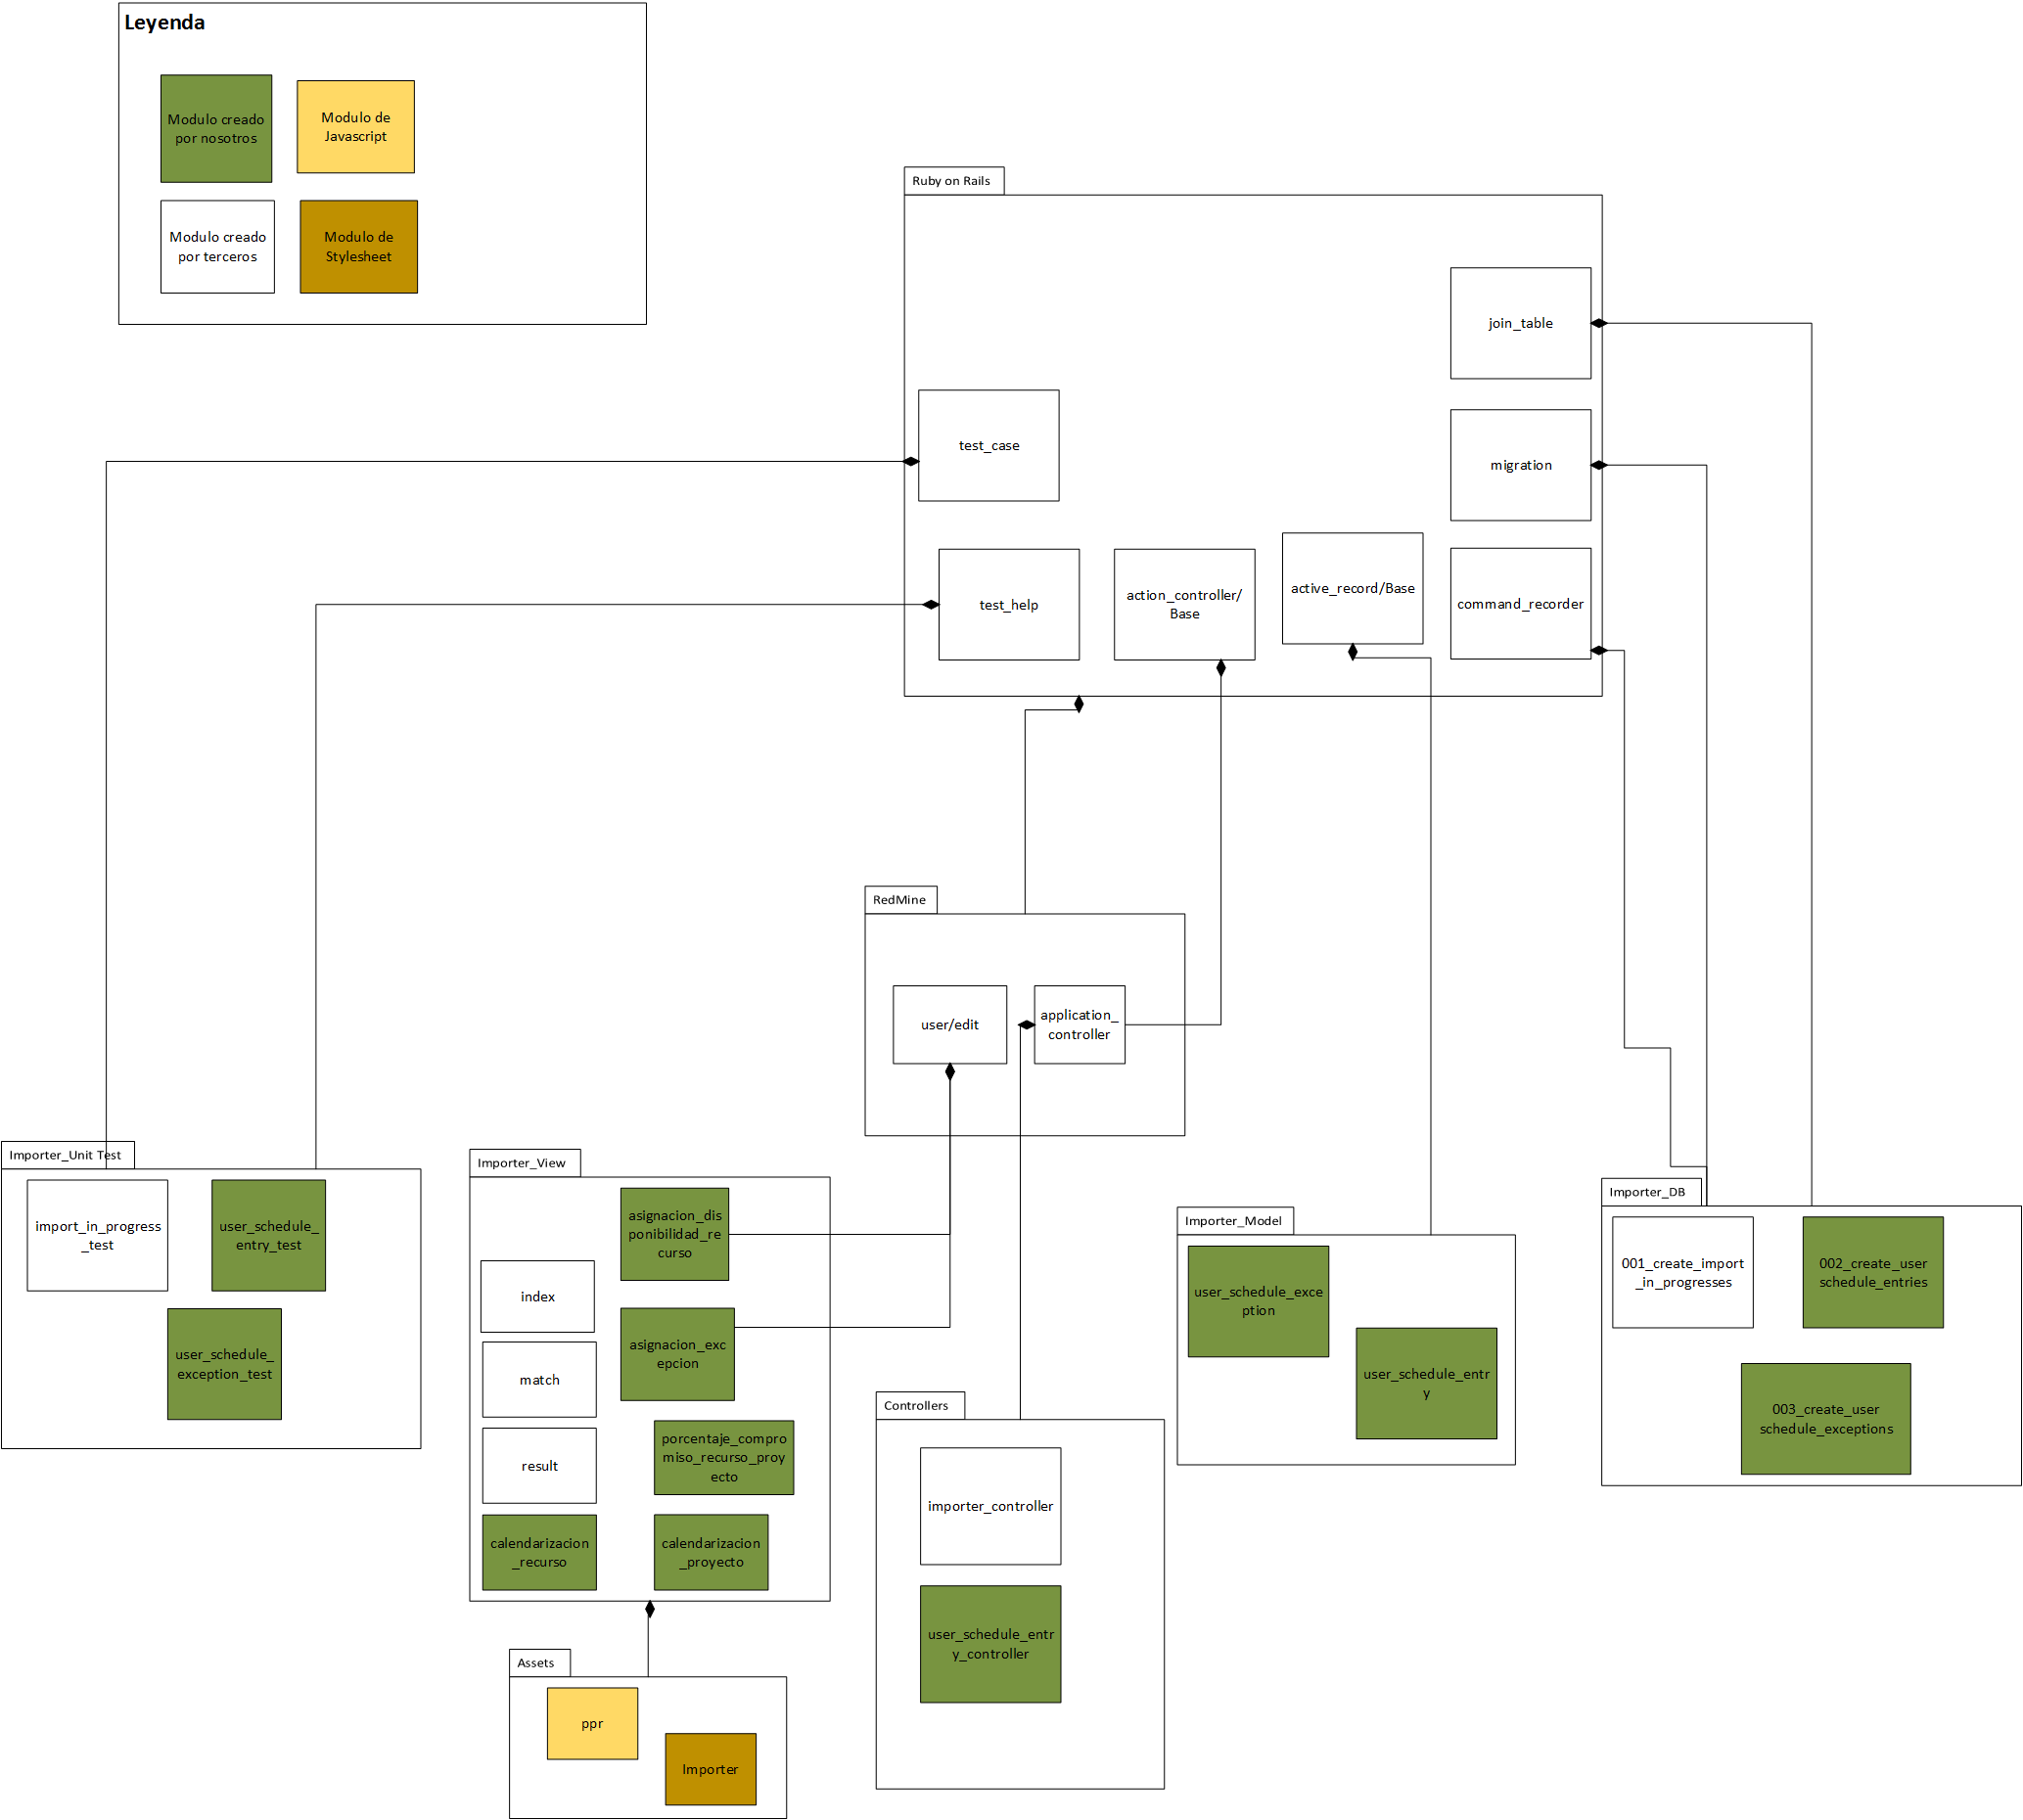 Leyenda
Modulo creado
por nosotros
Modulo de
Javascript
Modulo creado
por terceros
Modulo de
Stylesheet
Ruby on Rails
join_table
test_case
migration
test_help
action_controller/
Base
active_record/Base
command_recorder
RedMine
user/edit
application_
controller
Importer_Unit Test
import_in_progress
_test
user_schedule_
entry_test
user_schedule_
exception_test
Importer_View
asignacion_dis
ponibilidad_re
curso
index
asignacion_exc
epcion
match
porcentaje_compro
miso_recurso_proy
ecto
result
calendarizacion
_recurso
calendarizacion
_proyecto
Assets
ppr
Importer
Controllers
importer_controller
user_schedule_entr
y_controller
Importer_Model
user_schedule_exce
ption
user_schedule_entr
y
Importer_DB
001_create_import
_in_progresses
002_create_user
schedule_entries
003_create_user
schedule_exceptions